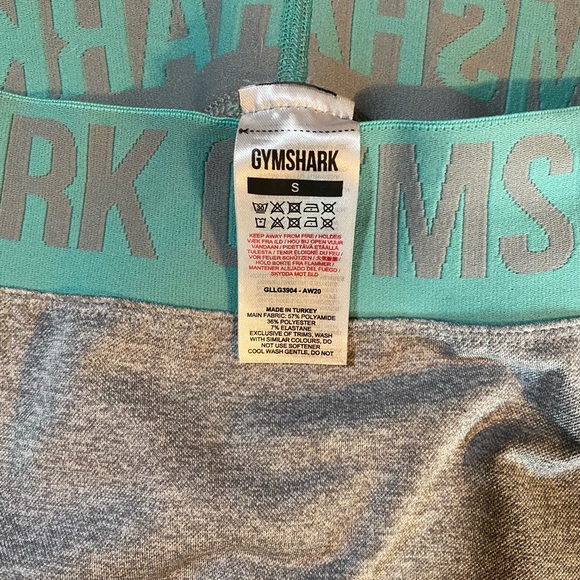 RK GYMS
GYMSHARK
S
KEEP AWAY FROM FIRE / HOLDES
VÆK FRA ILD / HOU BIJ OPEN VUUR
VANDAAN / PIDETTÄVÄ ETÄÄLLÄ
TULESTA / TENIR ÉLOIGNE DU FEU /
VOR FEUER SCHÜTZEN /
HOLD BORTE FRA FLAMMER /
MANTENER ALEJADO DEL FUEGO /
SKYDDA MOT ELD
GLLG3904 - AW20
MADE IN TURKEY
MAIN FABRIC: 57% POLYAMIDE
36% POLYESTER
7% ELASTANE
EXCLUSIVE OF TRIMS, WASH
WITH SIMILAR COLOURS, DO
NOT USE SOFTENER
COOL WASH GENTLE, DO NOT